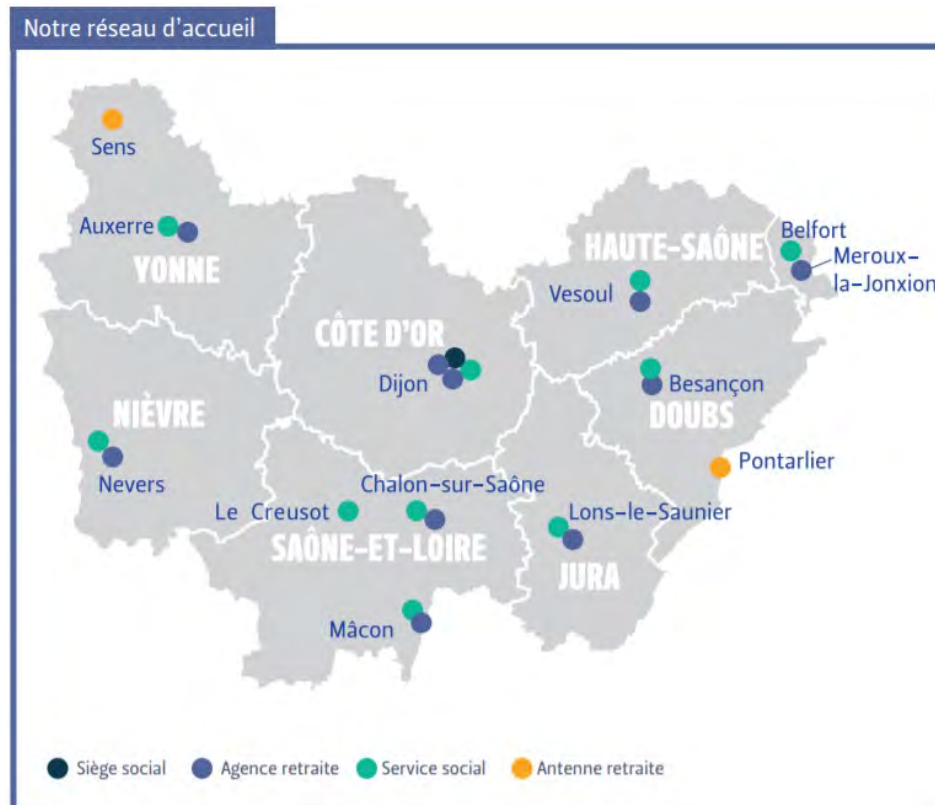 Notre réseau d'accueil
Sens
Auxerre
YONNE
HAUTE-SAÔNE
Belfort
Meroux-
la-Jonxion
Vesoul
CÔTE D'OR
Dijon
Besançon
DOUBS
NIÈVRE
Nevers
Pontarlier
Chalon-sur-Saône
Le Creusot
Lons-le-Saunier
SAÔNE-ET-LOIRE
JURA
Mâcon
Siège social
Agence retraite
Service social
Antenne retraite